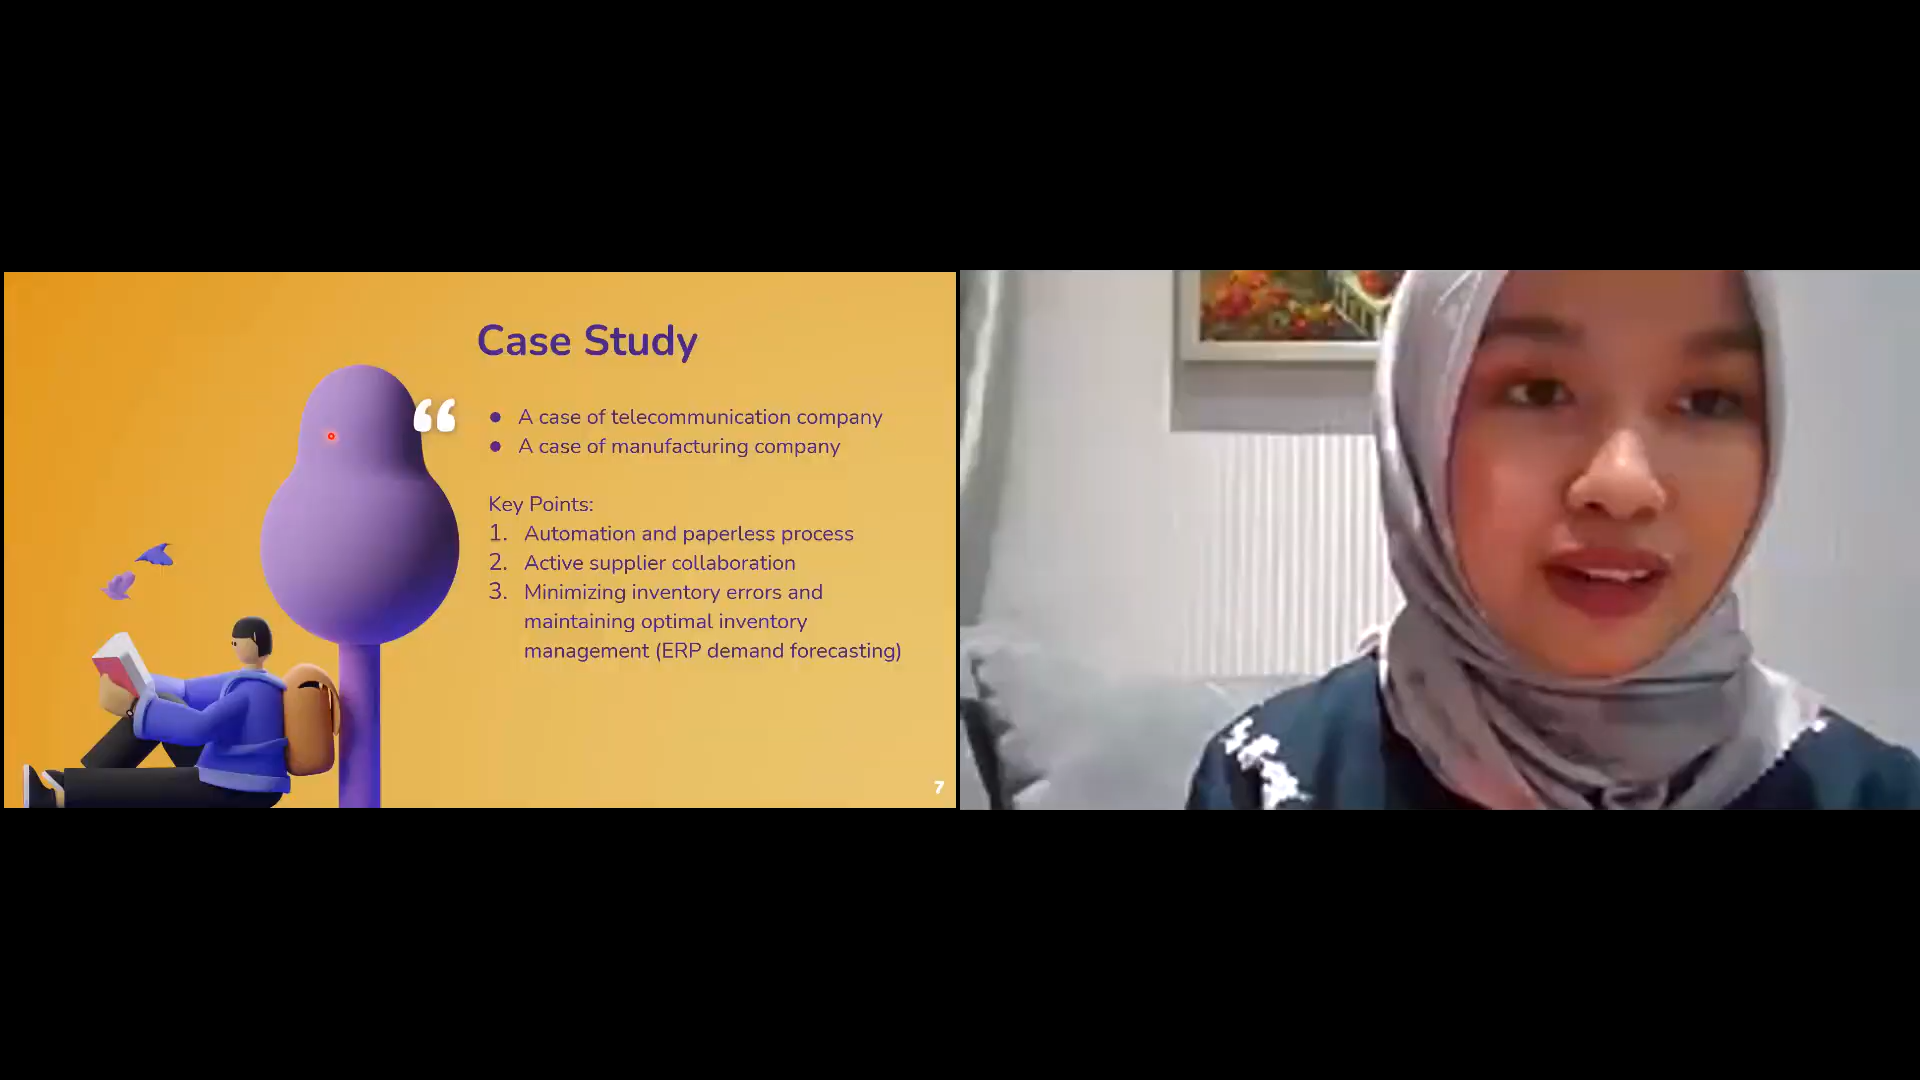 Case Study
“
● A case of telecommunication company
● A case of manufacturing company
Key Points:
1. Automation and paperless process
2. Active supplier collaboration
3. Minimizing inventory errors and
maintaining optimal inventory
management (ERP demand forecasting)
7